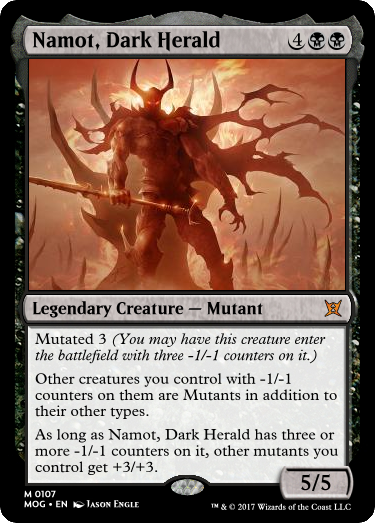 Namot, Dark Herald 4
Legendary Creature — Mutant
Mutated 3 (You may have this creature enter
the battlefield with three -1/-1 counters on it.)
Other creatures you control with -1/-1
counters on them are Mutants in addition to
their other types.
As long as Namot, Dark Herald has three or
more -1/-1 counters on it, other mutants you
control get +3/+3.
5/5
M 0107
MOG • EN Jason Engle
™ & © 2017 Wizards of the Coast LLC